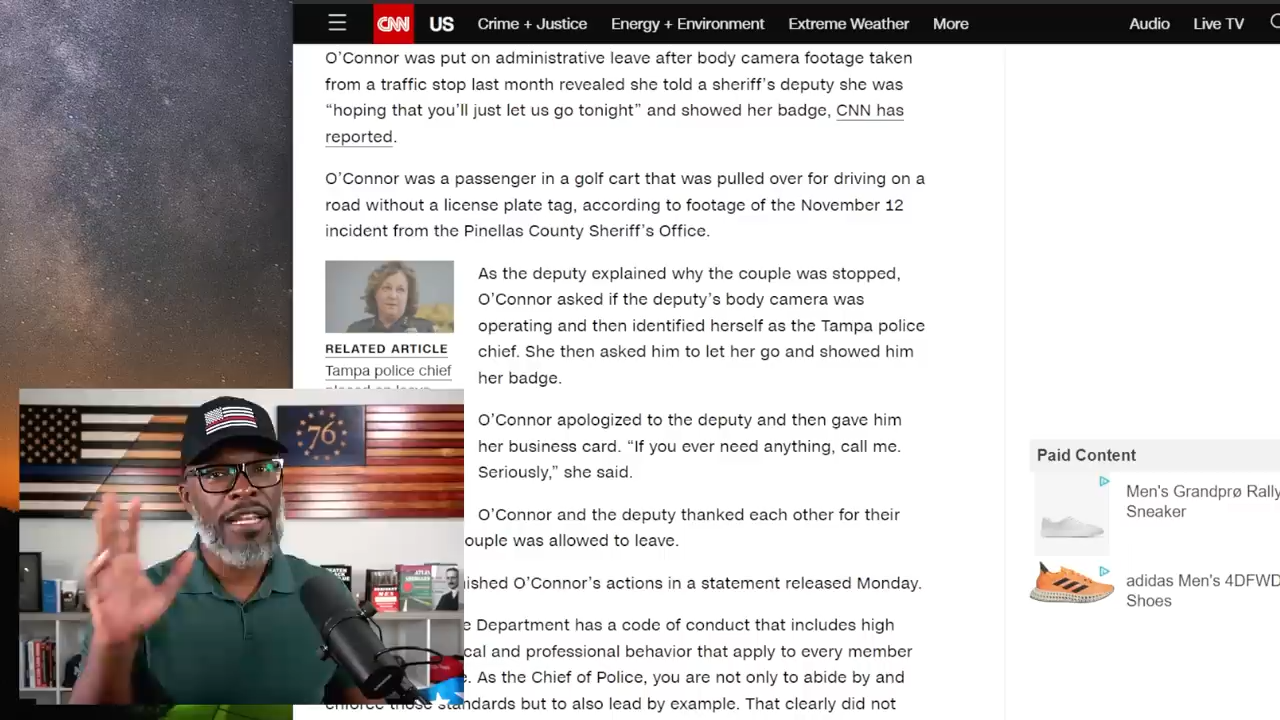 CNN US Crime + Justice Energy + Environment Extreme Weather More Audio Live TV
O’Connor was put on administrative leave after body camera footage taken
from a traffic stop last month revealed she told a sheriff’s deputy she was
“hoping that you’ll just let us go tonight” and showed her badge, CNN has
reported.
O’Connor was a passenger in a golf cart that was pulled over for driving on a
road without a license plate tag, according to footage of the November 12
incident from the Pinellas County Sheriff’s Office.
As the deputy explained why the couple was stopped,
O’Connor asked if the deputy’s body camera was
operating and then identified herself as the Tampa police
chief. She then asked him to let her go and showed him
her badge.
RELATED ARTICLE
Tampa police chief
placed on leave
O’Connor apologized to the deputy and then gave him
her business card. “If you ever need anything, call me.
Seriously,” she said.
O’Connor and the deputy thanked each other for their
ouple was allowed to leave.
ished O’Connor’s actions in a statement released Monday.
e Department has a code of conduct that includes high
cal and professional behavior that apply to every member
. As the Chief of Police, you are not only to abide by and
enforce those standards but to also lead by example. That clearly did not
76
Paid Content
Men's Grandprø Rally
Sneaker
adidas Men's 4DFWD
Shoes